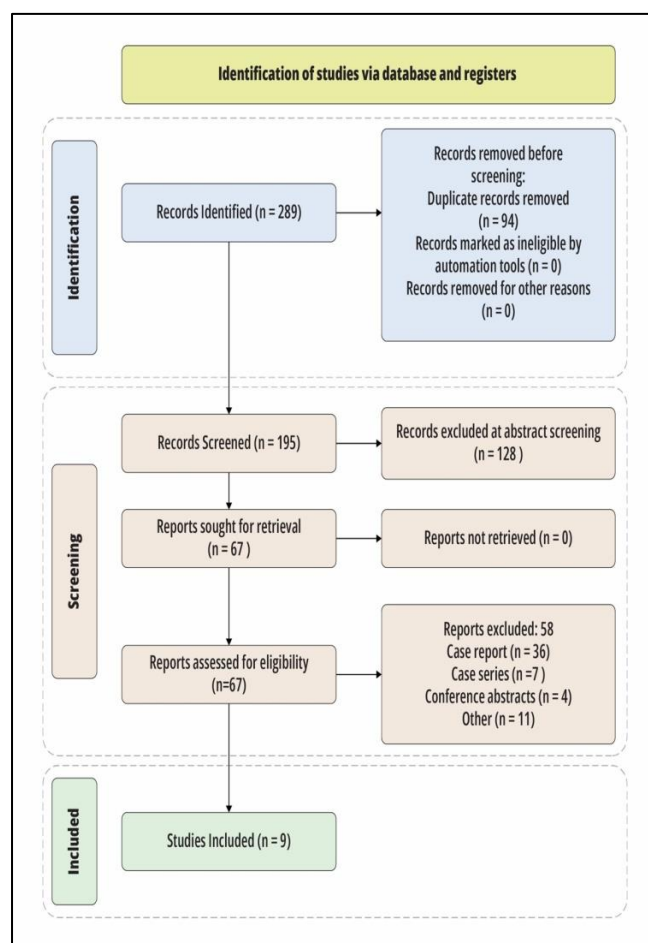 Identification of studies via database and registers
Identification
Records Identified (n = 289)
Records removed before
screening:
Duplicate records removed
(n = 94)
Records marked as ineligible by
automation tools (n = 0)
Records removed for other reasons
(n = 0)
Screening
Records Screened (n = 195)
Records excluded at abstract screening
(n = 128 )
Reports sought for retrieval
(n = 67 )
Reports not retrieved (n = 0)
Reports assessed for eligibility
(n=67)
Reports excluded: 58
Case report (n = 36)
Case series (n =7 )
Conference abstracts (n = 4)
Other (n = 11)
Included
Studies Included (n = 9)